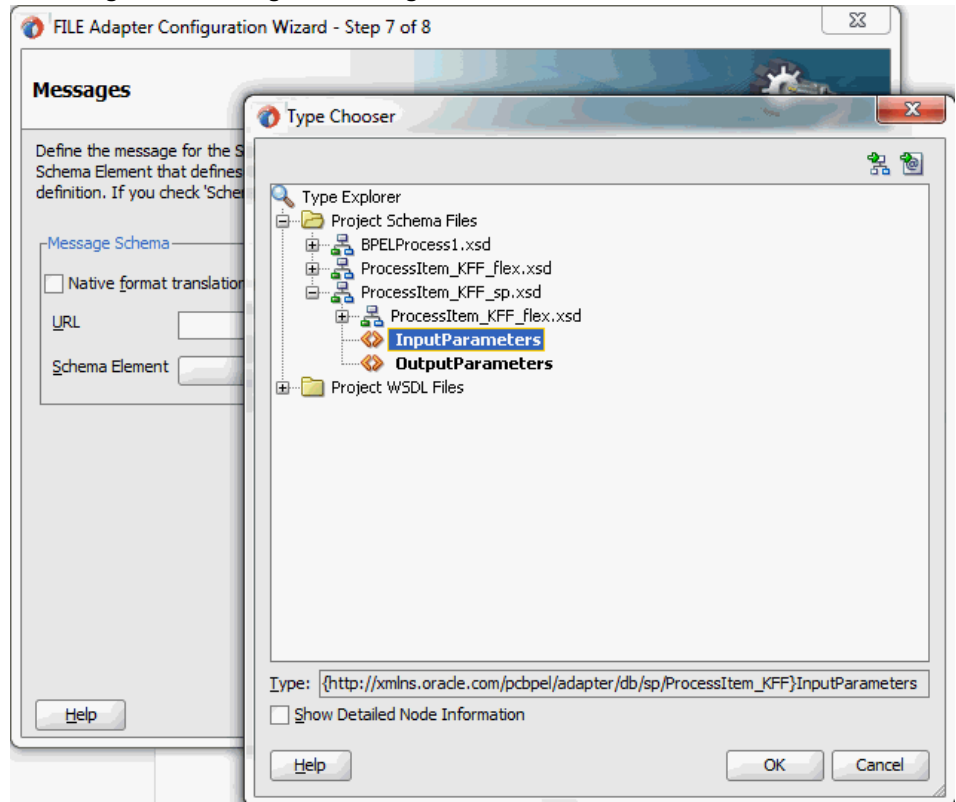 FILE Adapter Configuration Wizard - Step 7 of 8
Messages
Define the message for the S
Schema Element that defines
definition. If you check 'Scher
Message Schema
Native format translation
URL
Schema Element
Help
Type Chooser
Type Explorer
Project Schema Files
BPELProcess1.xsd
ProcessItem_KFF_flex.xsd
ProcessItem_KFF_sp.xsd
ProcessItem_KFF_flex.xsd
InputParameters
OutputParameters
Project WSDL Files
Type: {http://xmlns.oracle.com/pcbpel/adapter/db/sp/ProcessItem_KFF}InputParameters
Show Detailed Node Information
Help OK Cancel